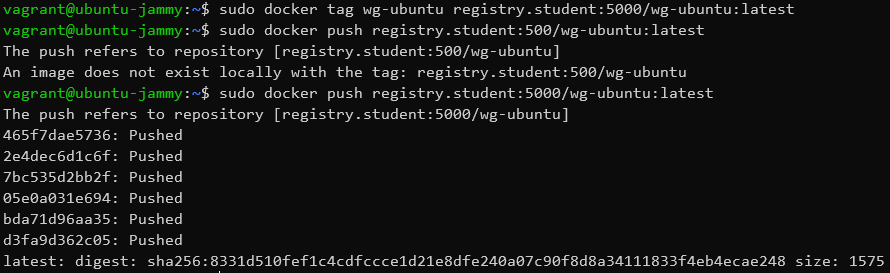 vagrant@ubuntu-jammy:~$ sudo docker tag wg-ubuntu registry.student:5000/wg-ubuntu:latest
vagrant@ubuntu-jammy:~$ sudo docker push registry.student:500/wg-ubuntu:latest
The push refers to repository [registry.student:500/wg-ubuntu]
An image does not exist locally with the tag: registry.student:500/wg-ubuntu
vagrant@ubuntu-jammy:~$ sudo docker push registry.student:5000/wg-ubuntu:latest
The push refers to repository [registry.student:5000/wg-ubuntu]
465f7dae5736: Pushed
2e4dec6d1c6f: Pushed
7bc535d2bb2f: Pushed
05e0a031e694: Pushed
bda71d96aa35: Pushed
d3fa9d362c05: Pushed
latest: digest: sha256:8331d510fef1c4cdfccce1d21e8dfe240a07c90f8d8a34111833f4eb4ecae248 size: 1575